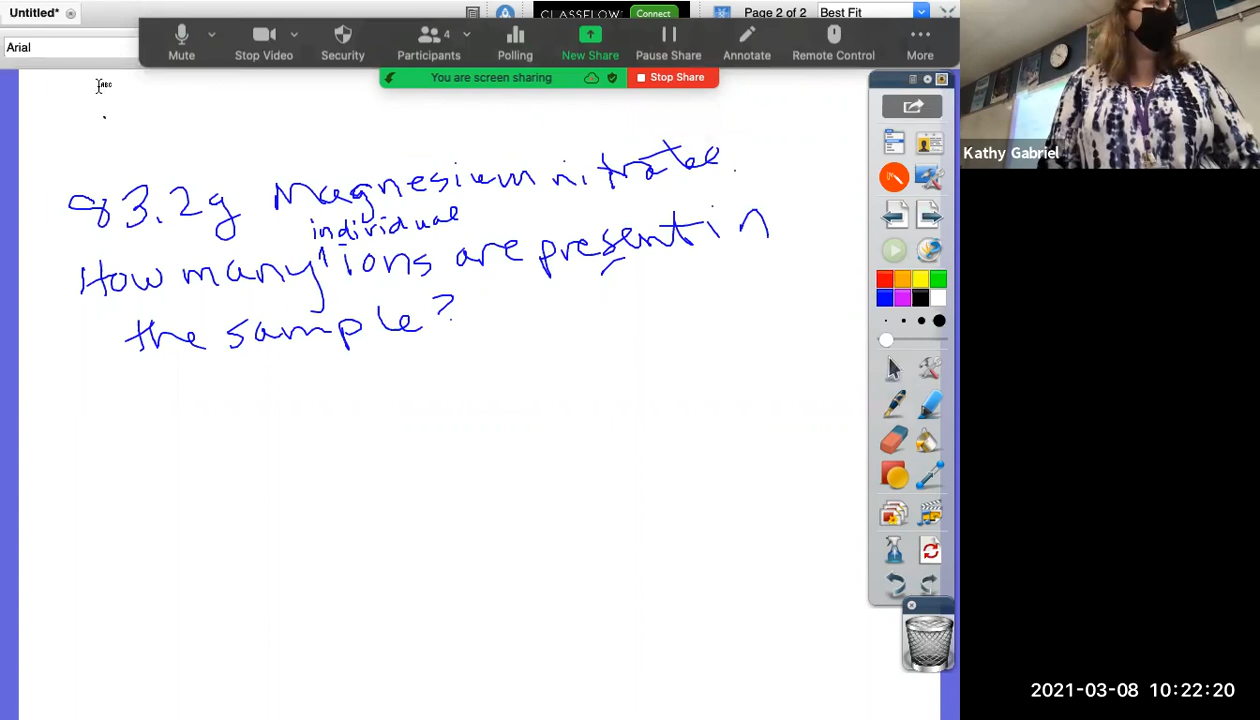 Untitled*
CLASSFLOW
Connect
Page 2 of 2
Best Fit
Arial
Mute
Stop Video
Security
Participants
4
Polling
New Share
Pause Share
Annotate
Remote Control
More
You are screen sharing
Stop Share
ABC
Kathy Gabriel
83.2g Magnesium nitrate.
individual
How many ^ ions are present in
the sample?
2021-03-08 10:22:20